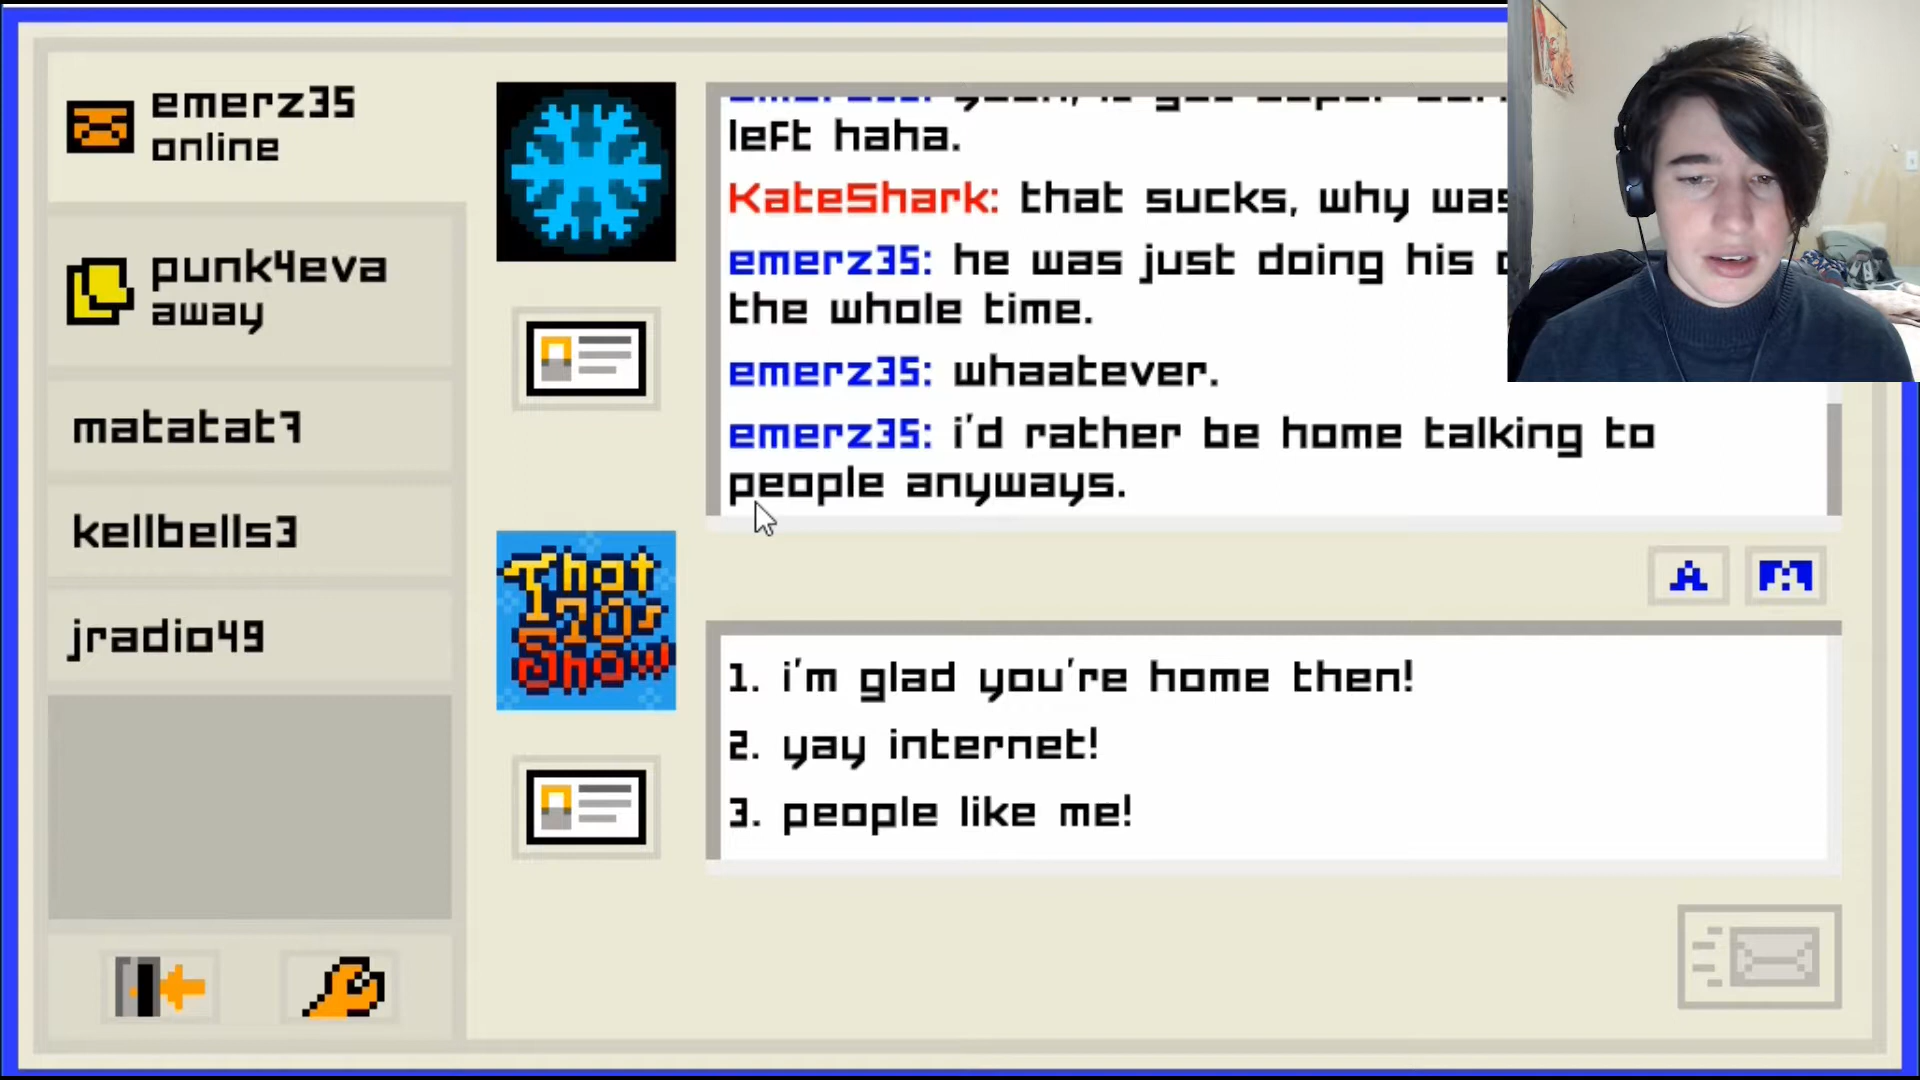 emerz35
online
punk4eva
away
matatat7
kellbells3
jradio49
left haha.
KateShark: that sucks, why was
emerz35: he was just doing his
the whole time.
emerz35: whaatever.
emerz35: i'd rather be home talking to
people anyways.
That
70s
Show
A
1. i'm glad you're home then!
2. yay internet!
3. people like me!